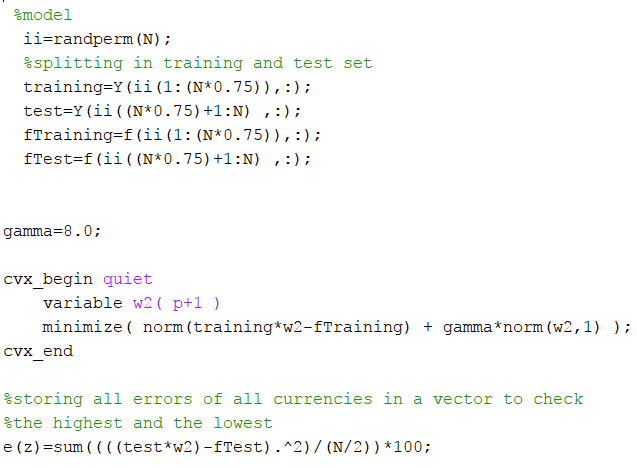 %model
ii=randperm(N);
%splitting in training and test set
training=Y(ii(1:(N*0.75)),:);
test=Y(ii((N*0.75)+1:N) ,:);
fTraining=f(ii(1:(N*0.75)),:);
fTest=f(ii((N*0.75)+1:N) ,:);
gamma=8.0;
cvx_begin quiet
variable w2( p+1 )
minimize( norm(training*w2-fTraining) + gamma*norm(w2,1) );
cvx_end
%storing all errors of all currencies in a vector to check
%the highest and the lowest
e(z)=sum((((test*w2)-fTest).^2)/(N/2))*100;